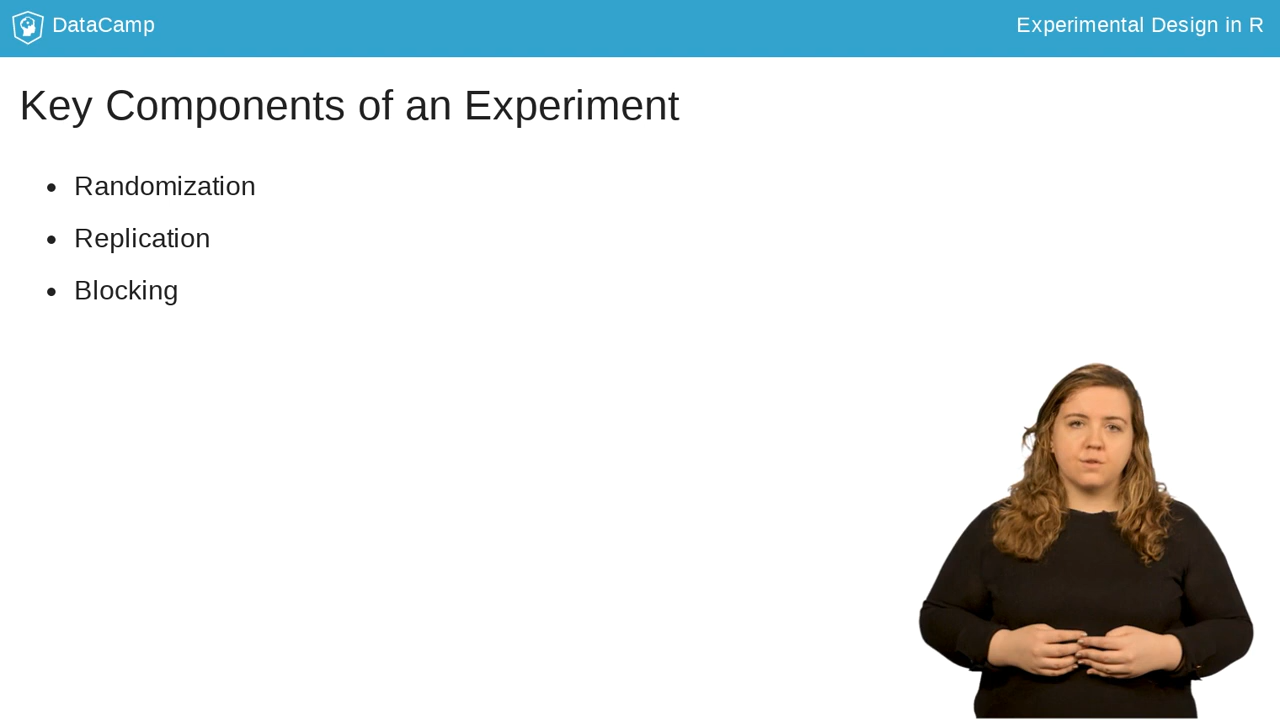 DataCamp
Experimental Design in R
Key Components of an Experiment
Randomization
Replication
Blocking